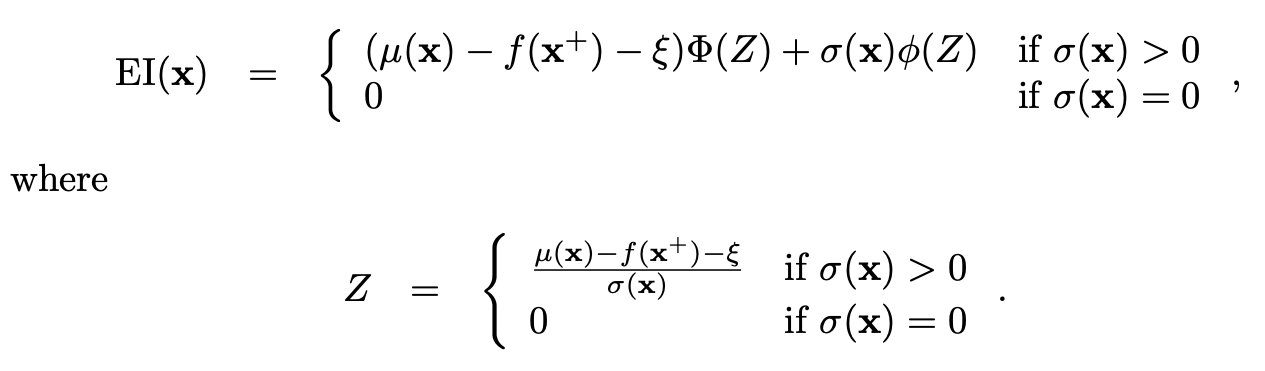 EI(x) = { (μ(x) − f(x⁺) − ξ)Φ(Z) + σ(x)ϕ(Z) if σ(x) > 0
0 if σ(x) = 0 ,
where
Z = { (μ(x)−f(x⁺)−ξ)/σ(x) if σ(x) > 0
0 if σ(x) = 0 .